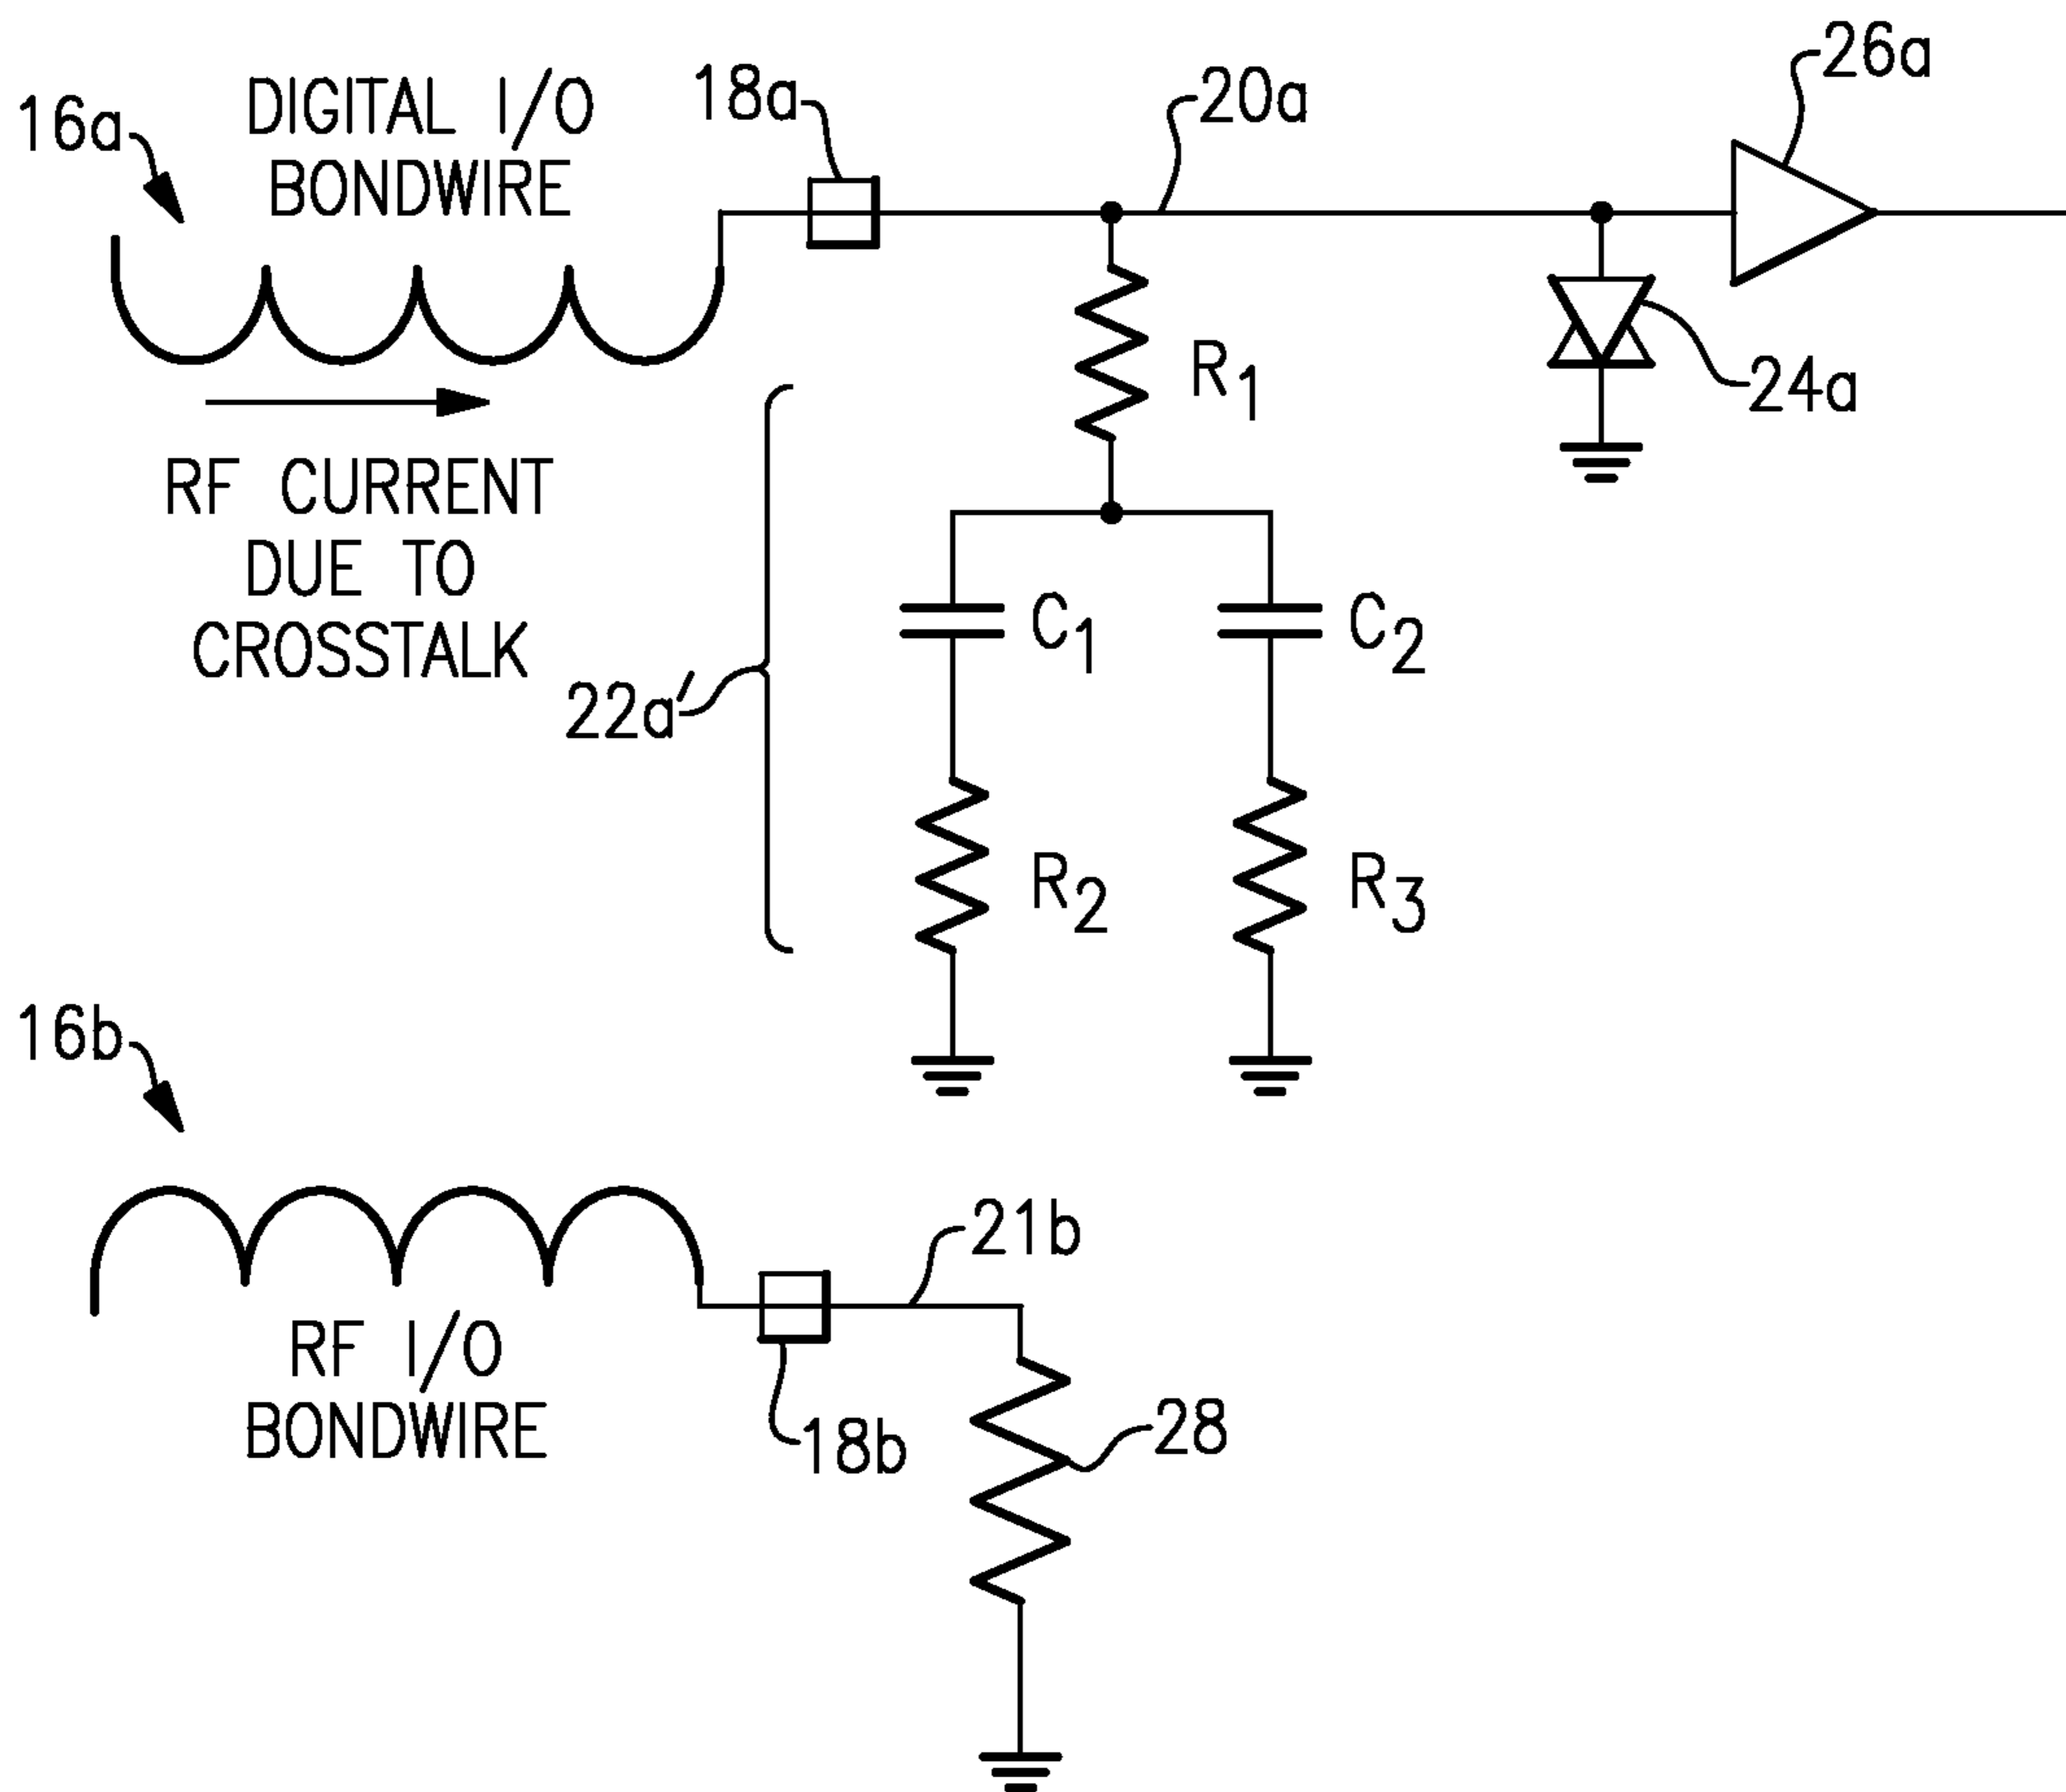 16a
DIGITAL I/O
BONDWIRE
18a
20a
26a
R1
24a
RF CURRENT
DUE TO
CROSSTALK
22a′
C1
C2
R2
R3
16b
RF I/O
BONDWIRE
18b
21b
28